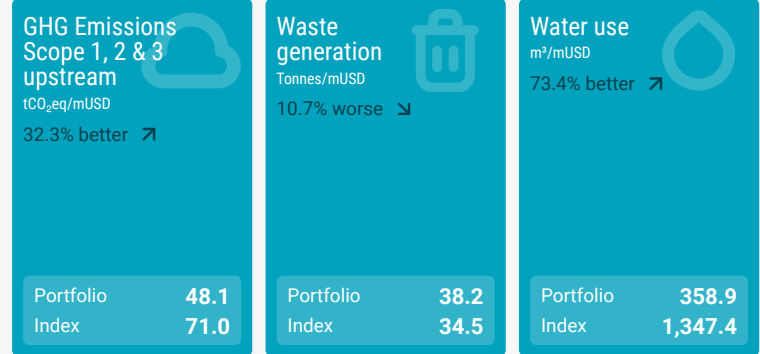 GHG Emissions
Scope 1, 2 & 3
upstream
tCO₂eq/mUSD
32.3% better
Portfolio 48.1
Index 71.0
Waste
generation
Tonnes/mUSD
10.7% worse
Portfolio 38.2
Index 34.5
Water use
m³/mUSD
73.4% better
Portfolio 358.9
Index 1,347.4